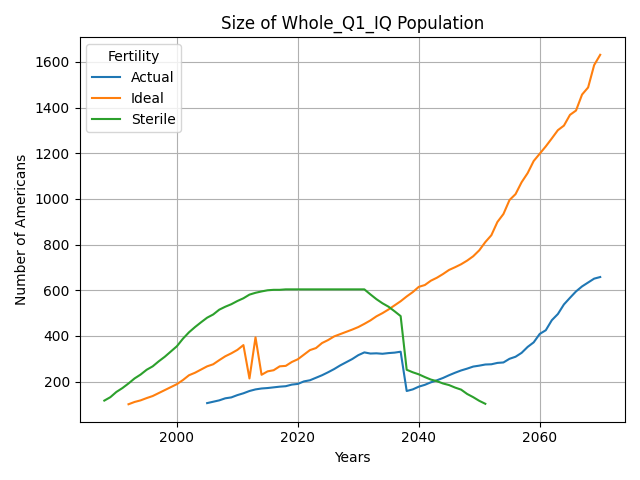 Size of Whole_Q1_IQ Population
Number of Americans
1600
1400
1200
1000
800
600
400
200
Fertility
Actual
Ideal
Sterile
2000 2020 2040 2060
Years